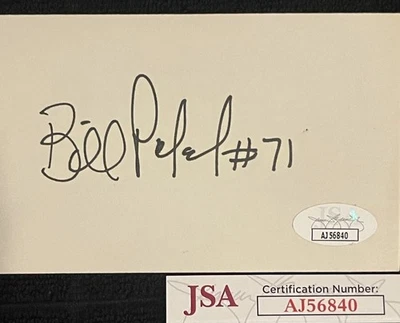 Bill #71
AJ56840
JSA Certification Number:
AJ56840